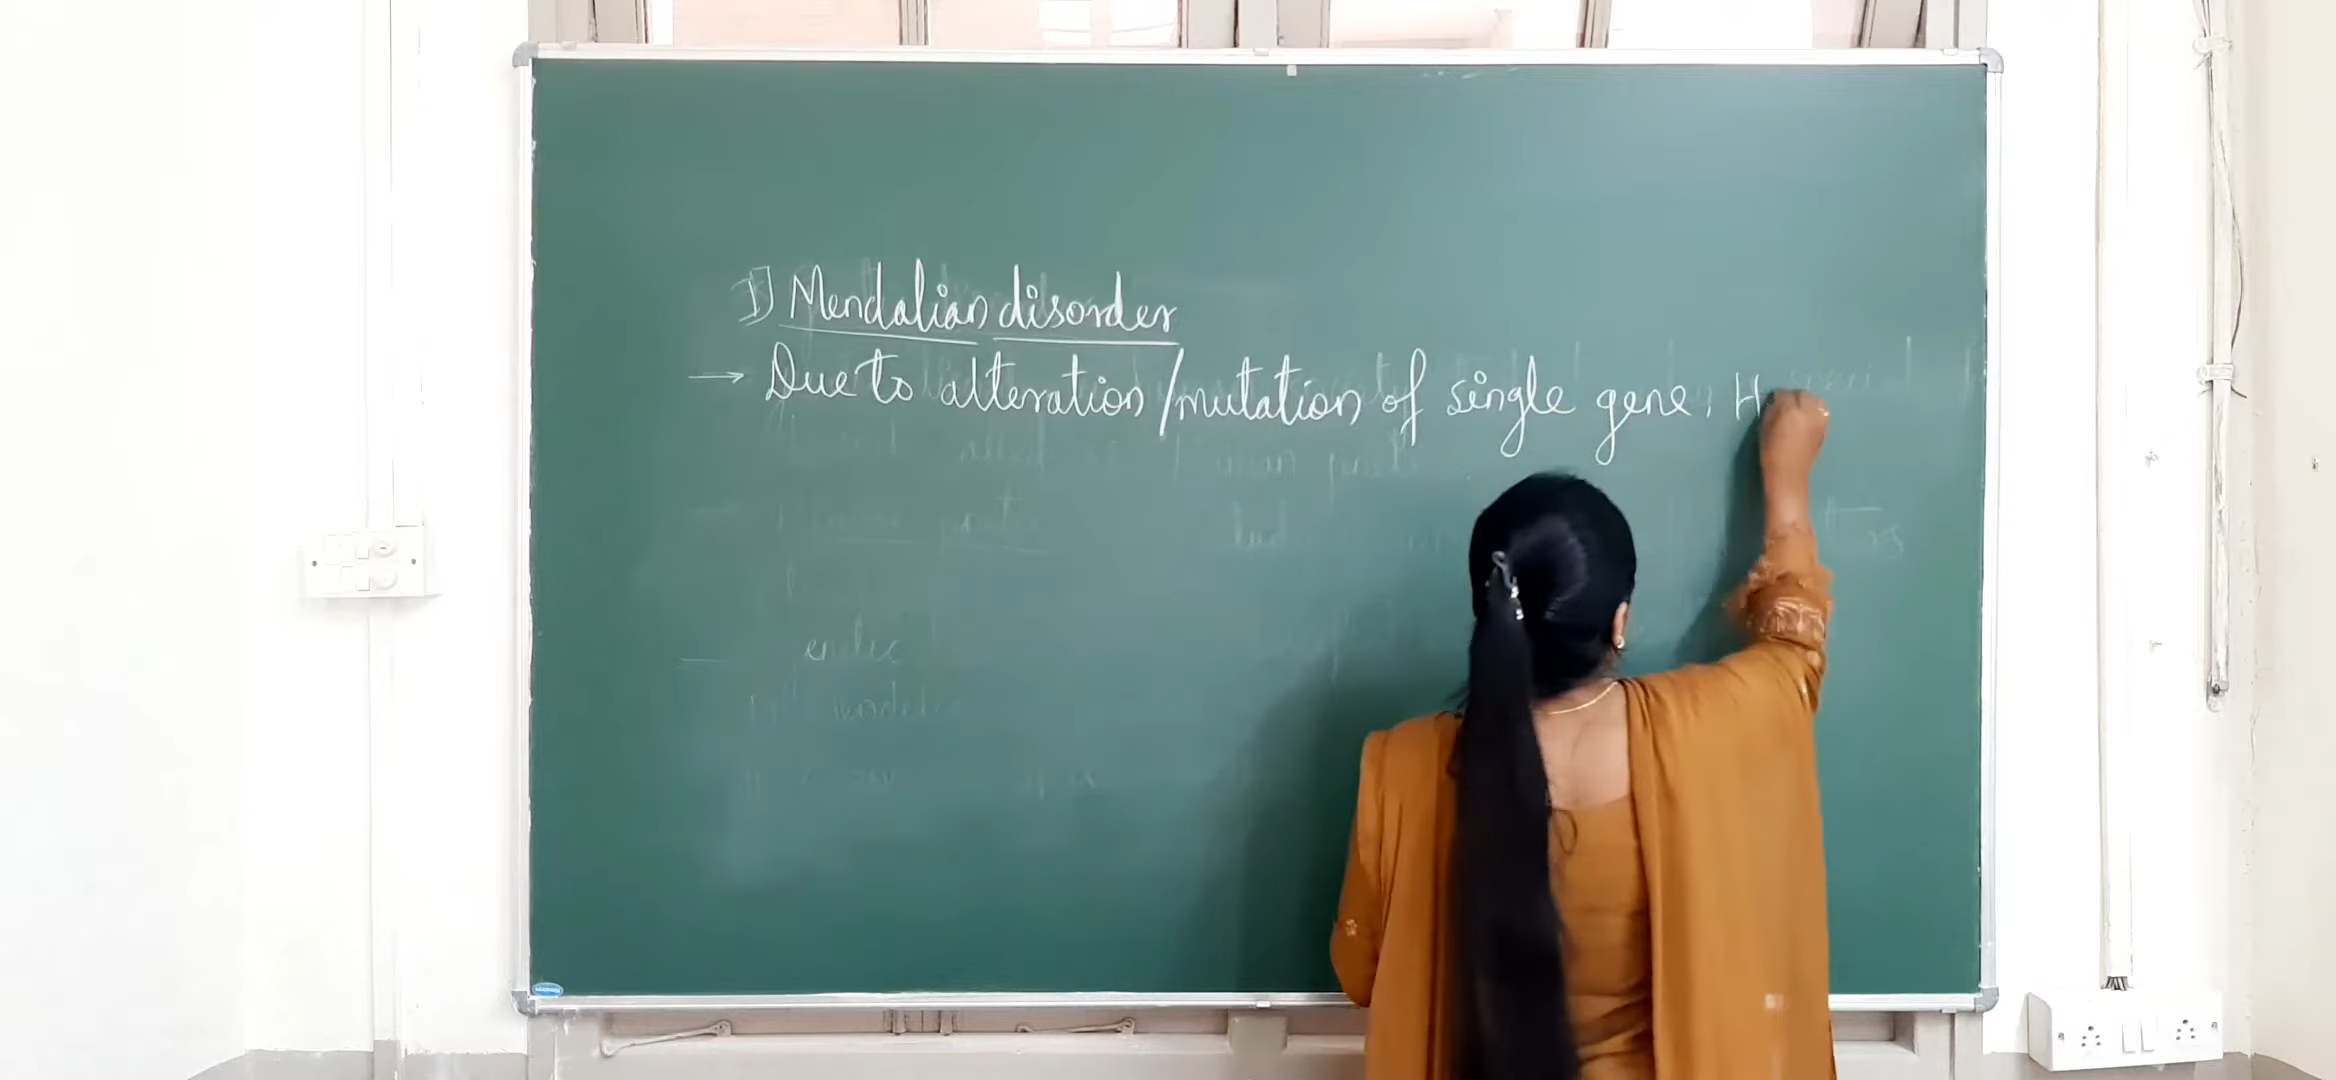 I] Mendalian disorder
→ Due to alteration/mutation of single gene, H